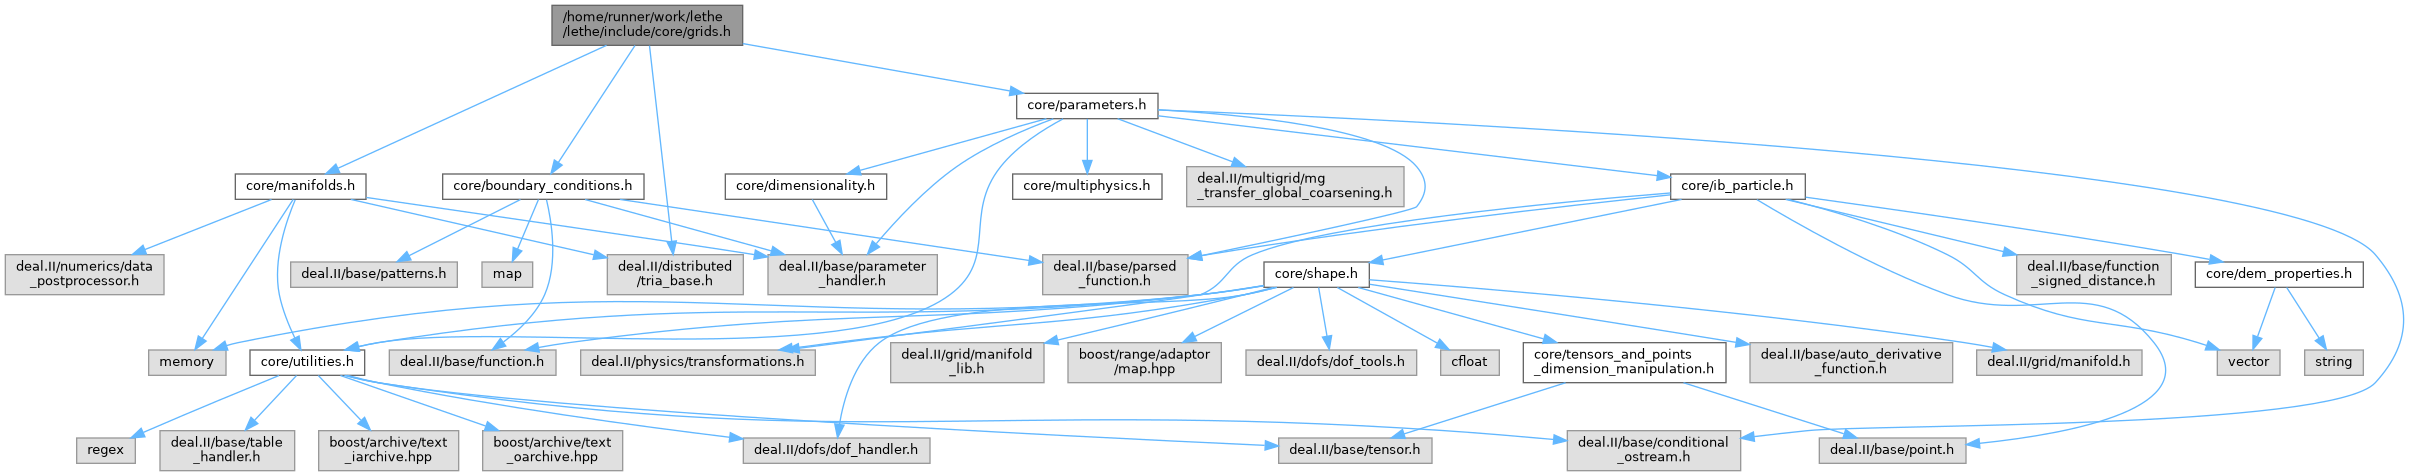 /home/runner/work/lethe
/lethe/include/core/grids.h
core/parameters.h
core/manifolds.h
core/boundary_conditions.h
core/dimensionality.h
core/multiphysics.h
deal.II/multigrid/mg
_transfer_global_coarsening.h
core/ib_particle.h
deal.II/numerics/data
_postprocessor.h
deal.II/base/patterns.h
map
deal.II/distributed
/tria_base.h
deal.II/base/parameter
_handler.h
deal.II/base/parsed
_function.h
core/shape.h
deal.II/base/function
_signed_distance.h
core/dem_properties.h
memory
core/utilities.h
deal.II/base/function.h
deal.II/physics/transformations.h
deal.II/grid/manifold
_lib.h
boost/range/adaptor
/map.hpp
deal.II/dofs/dof_tools.h
cfloat
core/tensors_and_points
_dimension_manipulation.h
deal.II/base/auto_derivative
_function.h
deal.II/grid/manifold.h
vector
string
regex
deal.II/base/table
_handler.h
boost/archive/text
_iarchive.hpp
boost/archive/text
_oarchive.hpp
deal.II/dofs/dof_handler.h
deal.II/base/tensor.h
deal.II/base/conditional
_ostream.h
deal.II/base/point.h